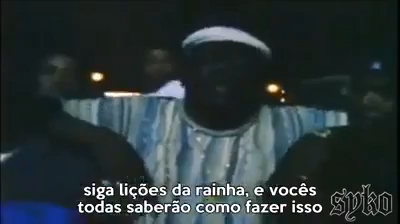 siga lições da rainha, e vocês
todas saberão como fazer isso
syko